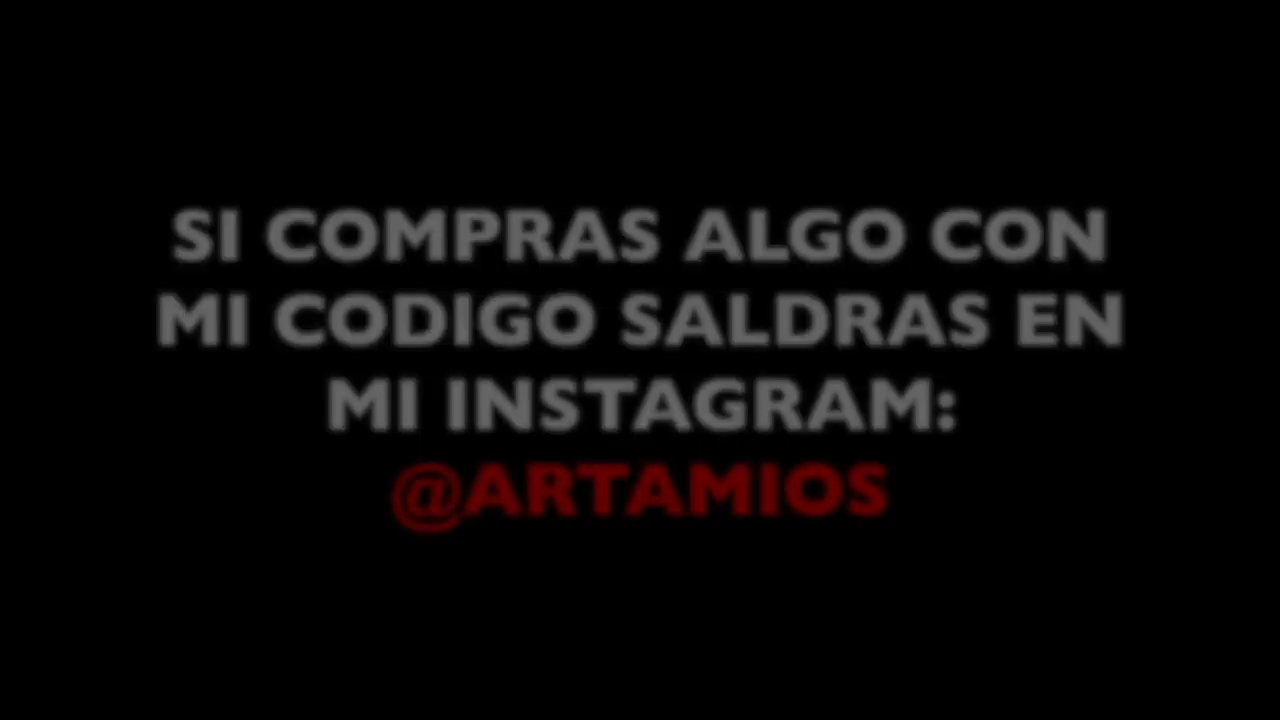 SI COMPRAS ALGO CON
MI CODIGO SALDRAS EN
MI INSTAGRAM:
@ARTAMIOS